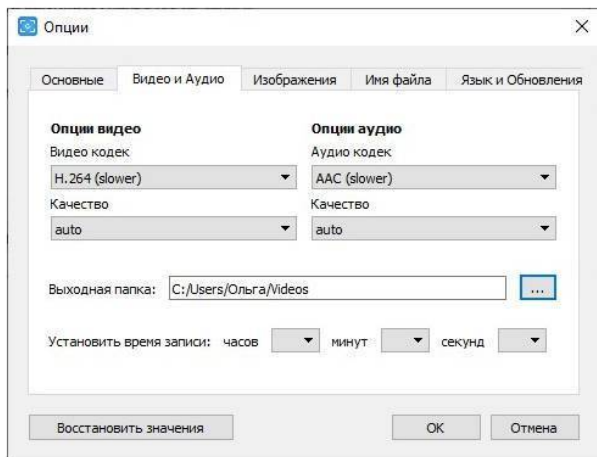 Опции
Основные Видео и Аудио Изображения Имя файла Язык и Обновления
Опции видео Опции аудио
Видео кодек Аудио кодек
H.264 (slower) AAC (slower)
Качество Качество
auto auto
Выходная папка: C:/Users/Ольга/Videos ...
Установить время записи: часов минут секунд
Восстановить значения OK Отмена